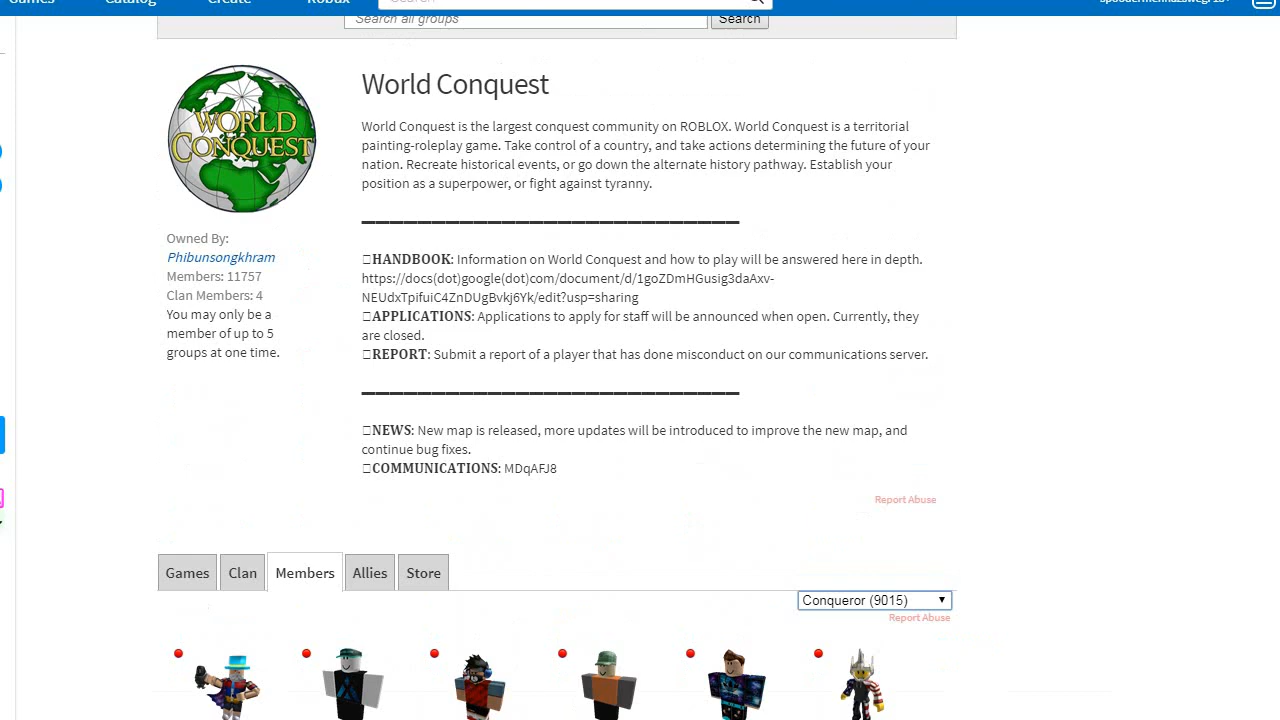 Games Catalog Create Robux Search
Search all groups Search
WORLD
CONQUEST
World Conquest
World Conquest is the largest conquest community on ROBLOX. World Conquest is a territorial
painting-roleplay game. Take control of a country, and take actions determining the future of your
nation. Recreate historical events, or go down the alternate history pathway. Establish your
position as a superpower, or fight against tyranny.
Owned By:
Phibunsongkhram
Members: 11757
Clan Members: 4
You may only be a
member of up to 5
groups at one time.
HANDBOOK: Information on World Conquest and how to play will be answered here in depth.
https://docs(dot)google(dot)com/document/d/1goZDmHGusig3daAxv-
NEUdxTpifuiC4ZnDUgBvkj6Yk/edit?usp=sharing
APPLICATIONS: Applications to apply for staff will be announced when open. Currently, they
are closed.
REPORT: Submit a report of a player that has done misconduct on our communications server.
NEWS: New map is released, more updates will be introduced to improve the new map, and
continue bug fixes.
COMMUNICATIONS: MDqAFJ8
Report Abuse
Games Clan Members Allies Store
Conqueror (9015)
Report Abuse